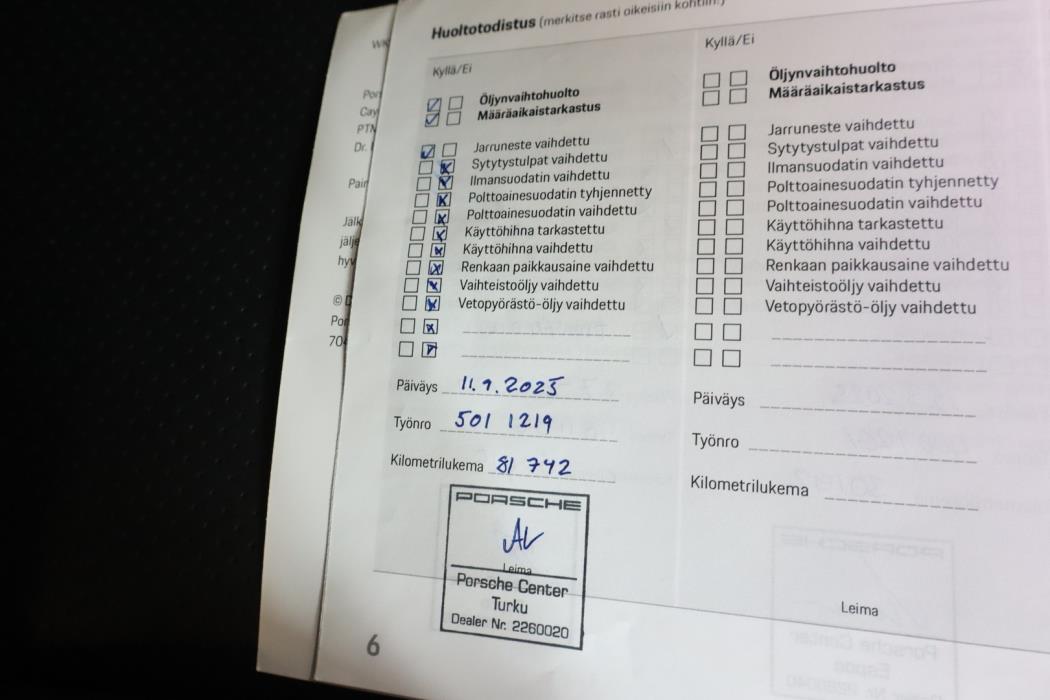 Huoltotodistus (merkitse rasti oikeisiin kohtiin.)
Kyllä/Ei
Öljynvaihtohuolto
Määräaikaistarkastus
Jarruneste vaihdettu
Sytytystulpat vaihdettu
Ilmansuodatin vaihdettu
Polttoainesuodatin tyhjennetty
Polttoainesuodatin vaihdettu
Käyttöhihna tarkastettu
Käyttöhihna vaihdettu
Renkaan paikkausaine vaihdettu
Vaihteistoöljy vaihdettu
Vetopyörästö-öljy vaihdettu
Päiväys 11.9.2025
Työnro 501 1219
Kilometrilukema 81 742
PORSCHE
Leima
Porsche Center
Turku
Dealer Nr. 2260020
6
Kyllä/Ei
Öljynvaihtohuolto
Määräaikaistarkastus
Jarruneste vaihdettu
Sytytystulpat vaihdettu
Ilmansuodatin vaihdettu
Polttoainesuodatin tyhjennetty
Polttoainesuodatin vaihdettu
Käyttöhihna tarkastettu
Käyttöhihna vaihdettu
Renkaan paikkausaine vaihdettu
Vaihteistoöljy vaihdettu
Vetopyörästö-öljy vaihdettu
Päiväys
Työnro
Kilometrilukema
Leima